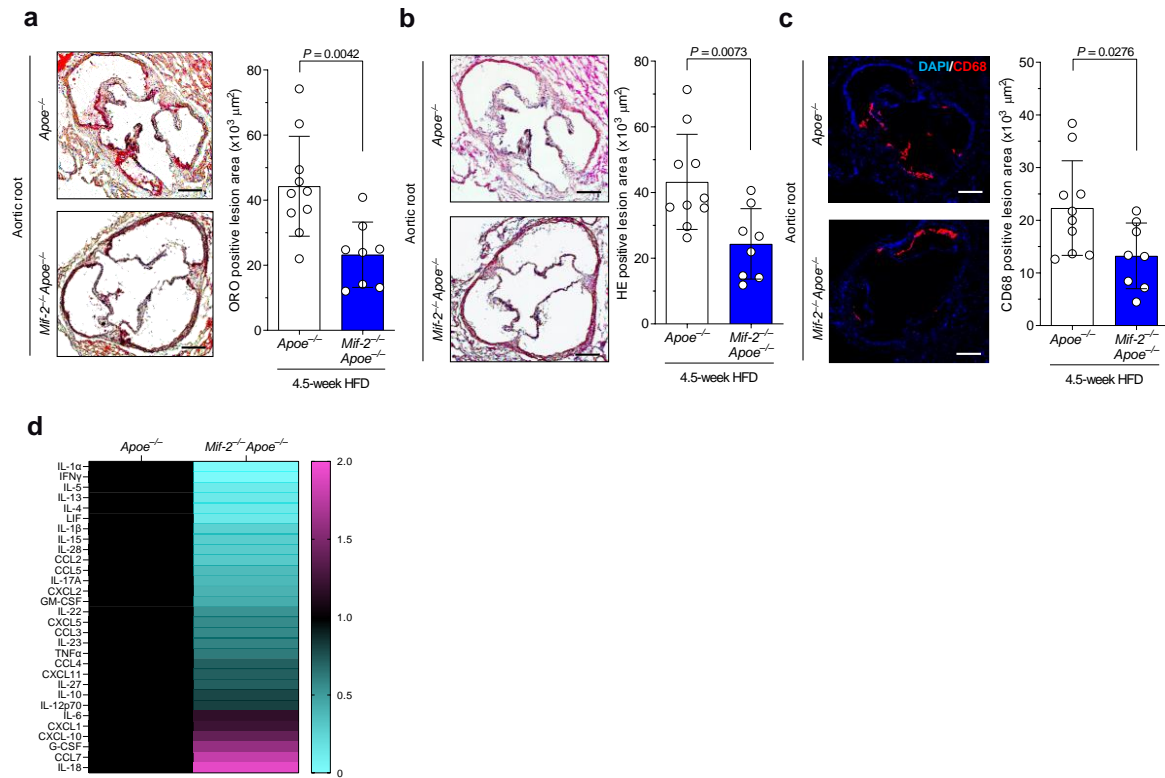 a
Aortic root
Apoe⁻/⁻
Mif-2⁻/⁻Apoe⁻/⁻
ORO positive lesion area (x10³ µm²)
P = 0.0042
80
60
40
20
0
Apoe⁻/⁻
Mif-2⁻/⁻
Apoe⁻/⁻
4.5-week HFD
b
Aortic root
Apoe⁻/⁻
Mif-2⁻/⁻Apoe⁻/⁻
HE positive lesion area (x10³ µm²)
P = 0.0073
80
60
40
20
0
Apoe⁻/⁻
Mif-2⁻/⁻
Apoe⁻/⁻
4.5-week HFD
c
Aortic root
Apoe⁻/⁻
Mif-2⁻/⁻Apoe⁻/⁻
DAPI/CD68
CD68 positive lesion area (x10³ µm²)
P = 0.0276
50
40
30
20
10
0
Apoe⁻/⁻
Mif-2⁻/⁻
Apoe⁻/⁻
4.5-week HFD
d
Apoe⁻/⁻ Mif-2⁻/⁻Apoe⁻/⁻
IL-1α
IFNγ
IL-5
IL-13
IL-4
LIF
IL-1β
IL-15
IL-28
CCL2
CCL5
IL-17A
CXCL2
GM-CSF
IL-22
CXCL5
CCL3
IL-23
TNFα
CCL4
CXCL11
IL-27
IL-10
IL-12p70
IL-6
CXCL1
CXCL-10
G-CSF
CCL7
IL-18
2.0
1.5
1.0
0.5
0